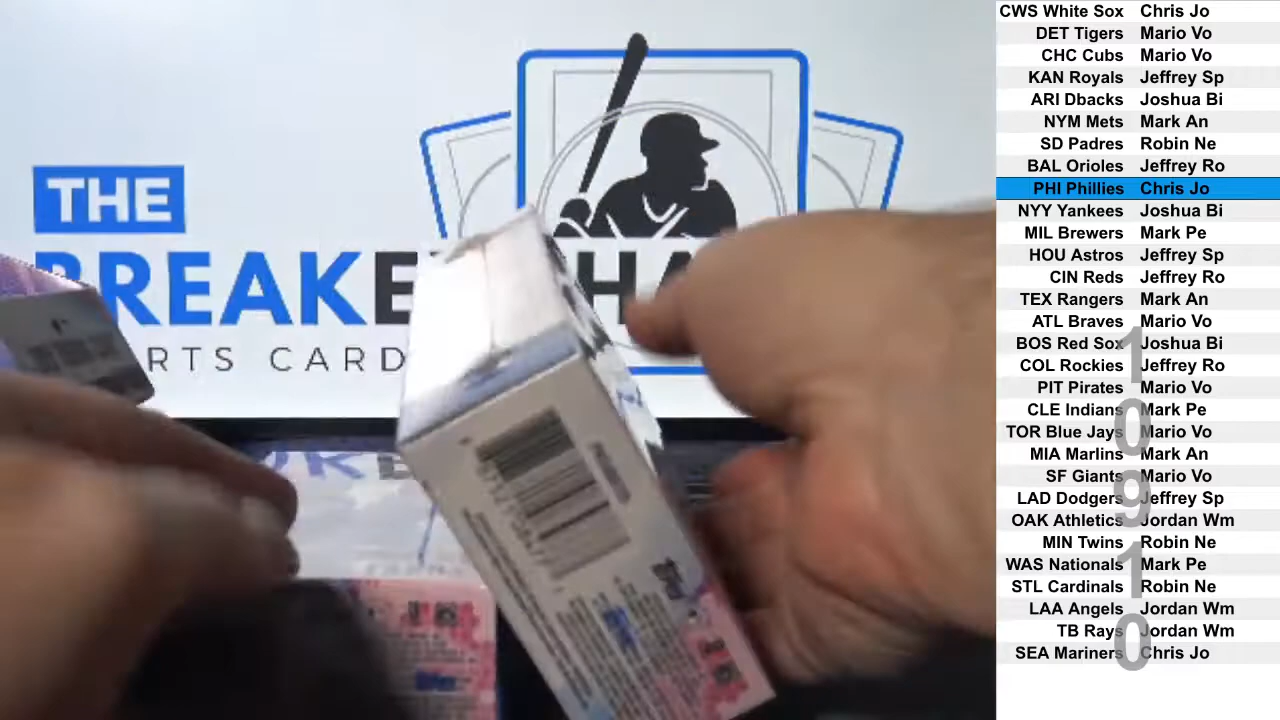 THE
BREAKE HA
RTS CARD
CWS White Sox Chris Jo
DET Tigers Mario Vo
CHC Cubs Mario Vo
KAN Royals Jeffrey Sp
ARI Dbacks Joshua Bi
NYM Mets Mark An
SD Padres Robin Ne
BAL Orioles Jeffrey Ro
PHI Phillies Chris Jo
NYY Yankees Joshua Bi
MIL Brewers Mark Pe
HOU Astros Jeffrey Sp
CIN Reds Jeffrey Ro
TEX Rangers Mark An
ATL Braves Mario Vo
BOS Red Sox Joshua Bi
COL Rockies Jeffrey Ro
PIT Pirates Mario Vo
CLE Indians Mark Pe
TOR Blue Jays Mario Vo
MIA Marlins Mark An
SF Giants Mario Vo
LAD Dodgers Jeffrey Sp
OAK Athletics Jordan Wm
MIN Twins Robin Ne
WAS Nationals Mark Pe
STL Cardinals Robin Ne
LAA Angels Jordan Wm
TB Rays Jordan Wm
SEA Mariners Chris Jo
10910
topps